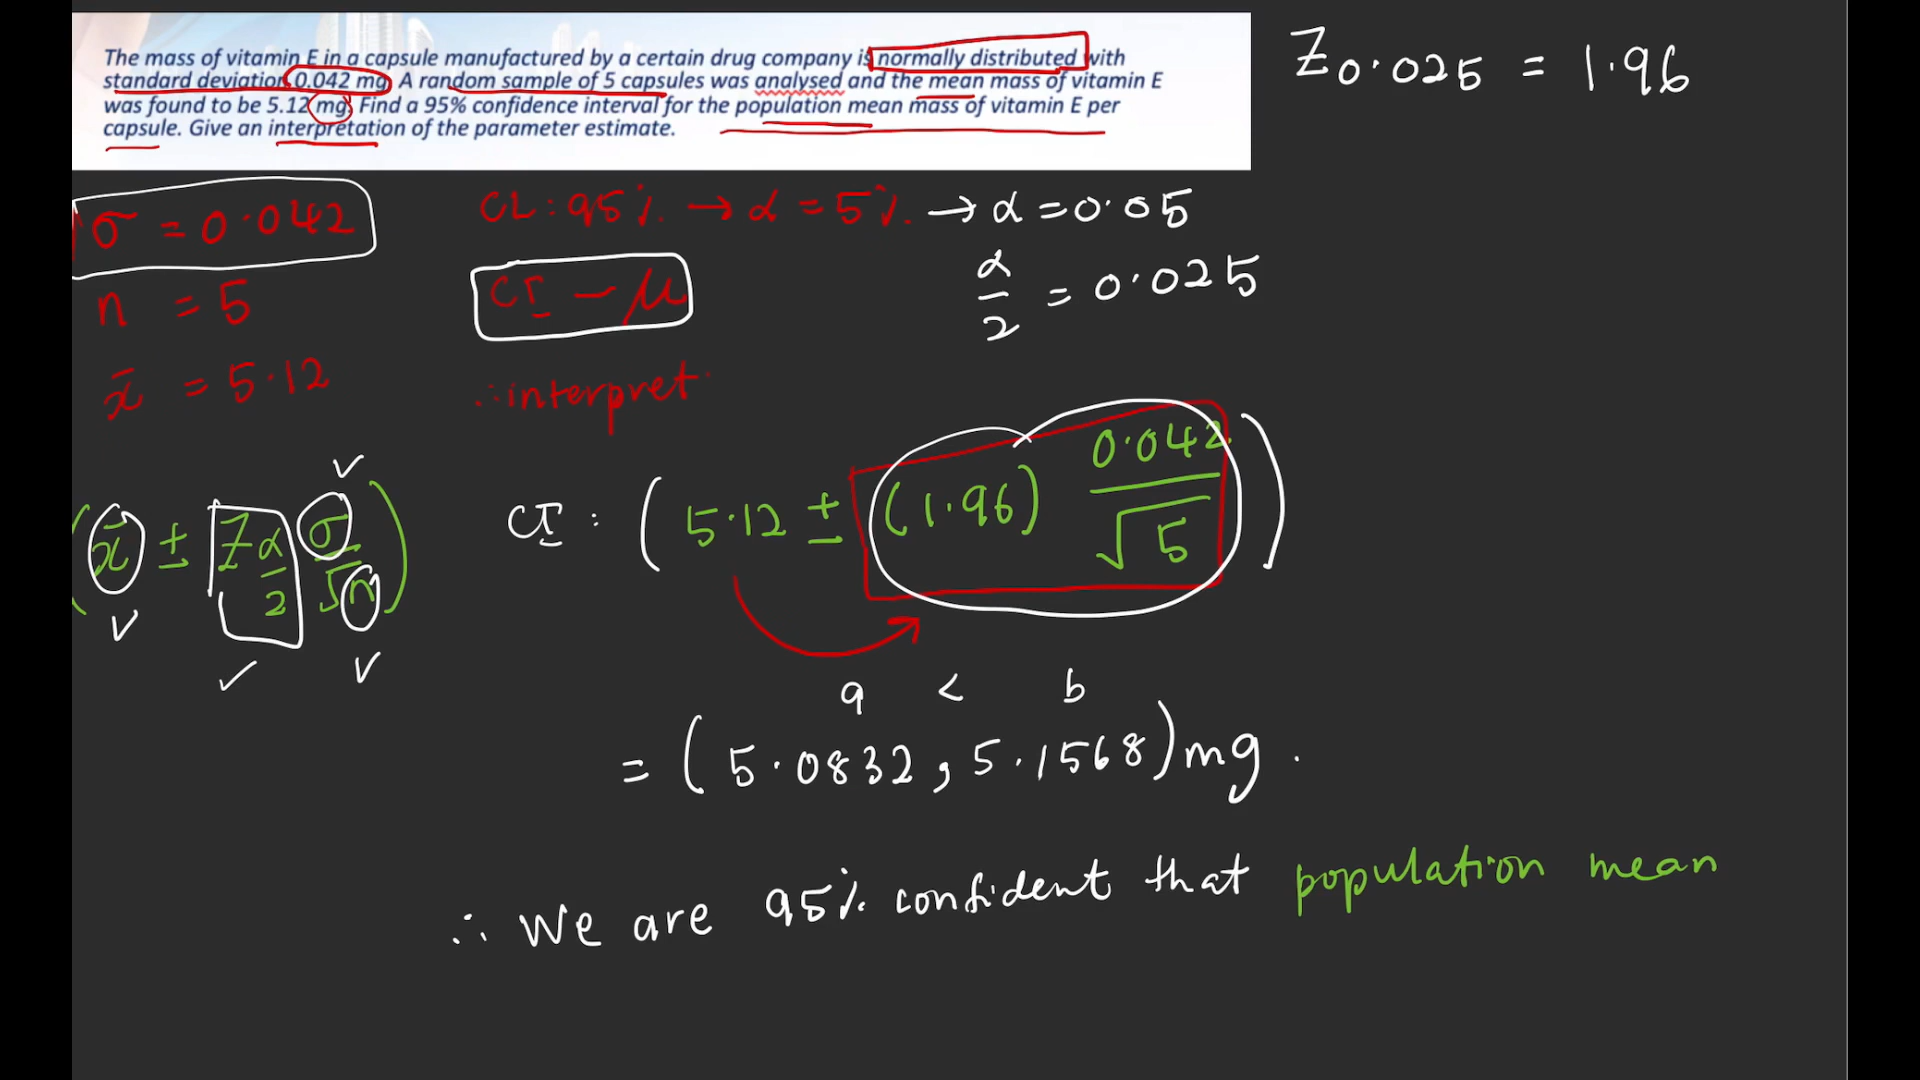 The mass of vitamin E in a capsule manufactured by a certain drug company is normally distributed with
standard deviation 0.042 mg. A random sample of 5 capsules was analysed and the mean mass of vitamin E
was found to be 5.12 mg. Find a 95% confidence interval for the population mean mass of vitamin E per
capsule. Give an interpretation of the parameter estimate.
Z0.025 = 1.96
σ = 0.042
CL: 95% → α = 5% → α = 0.05
n = 5
CI – μ
α/2 = 0.025
x̄ = 5.12
∴ interpret.
(x̄ ± Zα/2 σ/√n)
CI : (5.12 ± (1.96) 0.042/√5)
a < b
= (5.0832, 5.1568) mg.
∴ We are 95% confident that population mean